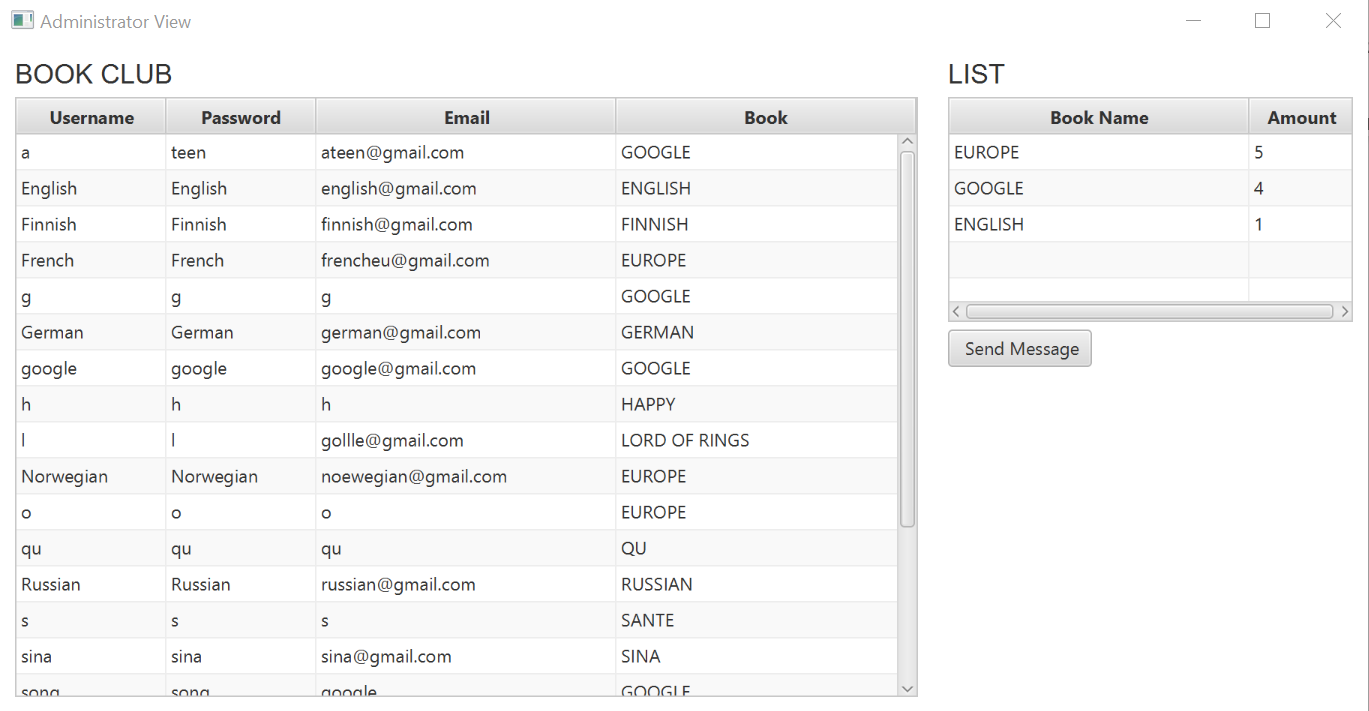 Administrator View
BOOK CLUB
Username Password Email Book
a teen ateen@gmail.com GOOGLE
English English english@gmail.com ENGLISH
Finnish Finnish finnish@gmail.com FINNISH
French French frencheu@gmail.com EUROPE
g g g GOOGLE
German German german@gmail.com GERMAN
google google google@gmail.com GOOGLE
h h h HAPPY
l l gollle@gmail.com LORD OF RINGS
Norwegian Norwegian noewegian@gmail.com EUROPE
o o o EUROPE
qu qu qu QU
Russian Russian russian@gmail.com RUSSIAN
s s s SANTE
sina sina sina@gmail.com SINA
song song google GOOGLE
LIST
Book Name Amount
EUROPE 5
GOOGLE 4
ENGLISH 1
Send Message